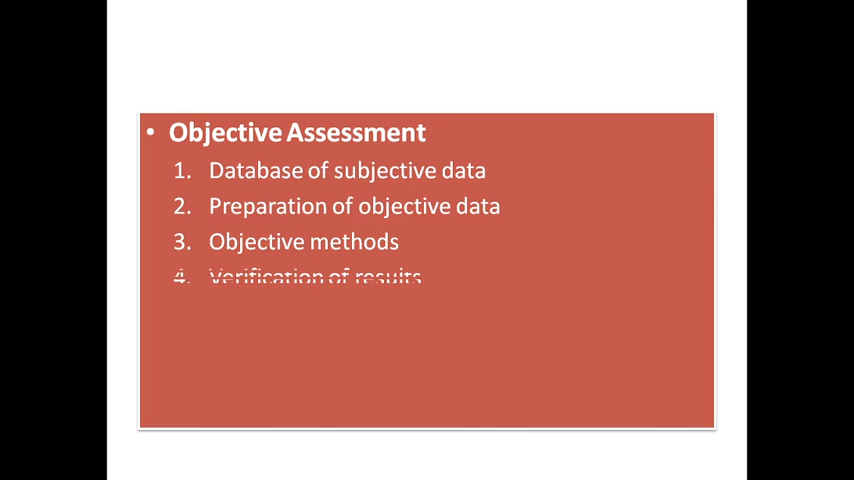 • Objective Assessment
1. Database of subjective data
2. Preparation of objective data
3. Objective methods
4. Verification of results